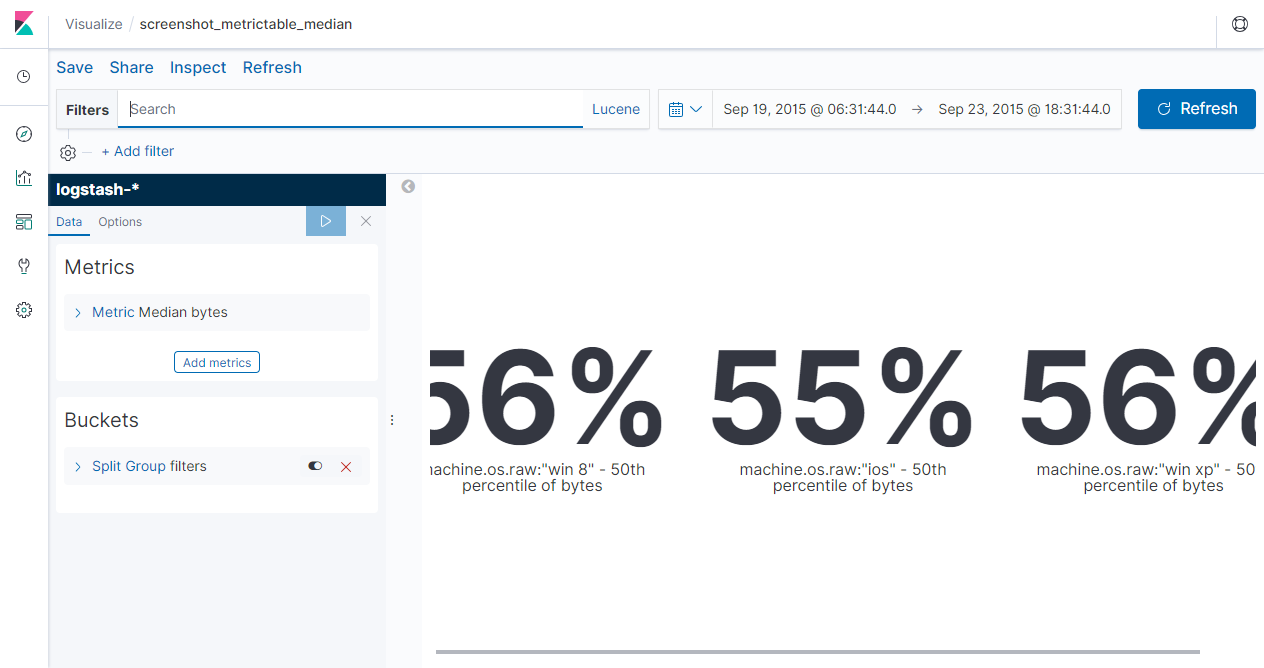 Visualize / screenshot_metrictable_median
Save Share Inspect Refresh
Filters Search Lucene Sep 19, 2015 @ 06:31:44.0 → Sep 23, 2015 @ 18:31:44.0 Refresh
+ Add filter
logstash-*
Data Options
Metrics
Metric Median bytes
Add metrics
Buckets
Split Group filters
56%
machine.os.raw:"win 8" - 50th
percentile of bytes
55%
machine.os.raw:"ios" - 50th
percentile of bytes
56%
machine.os.raw:"win xp" - 50
percentile of bytes